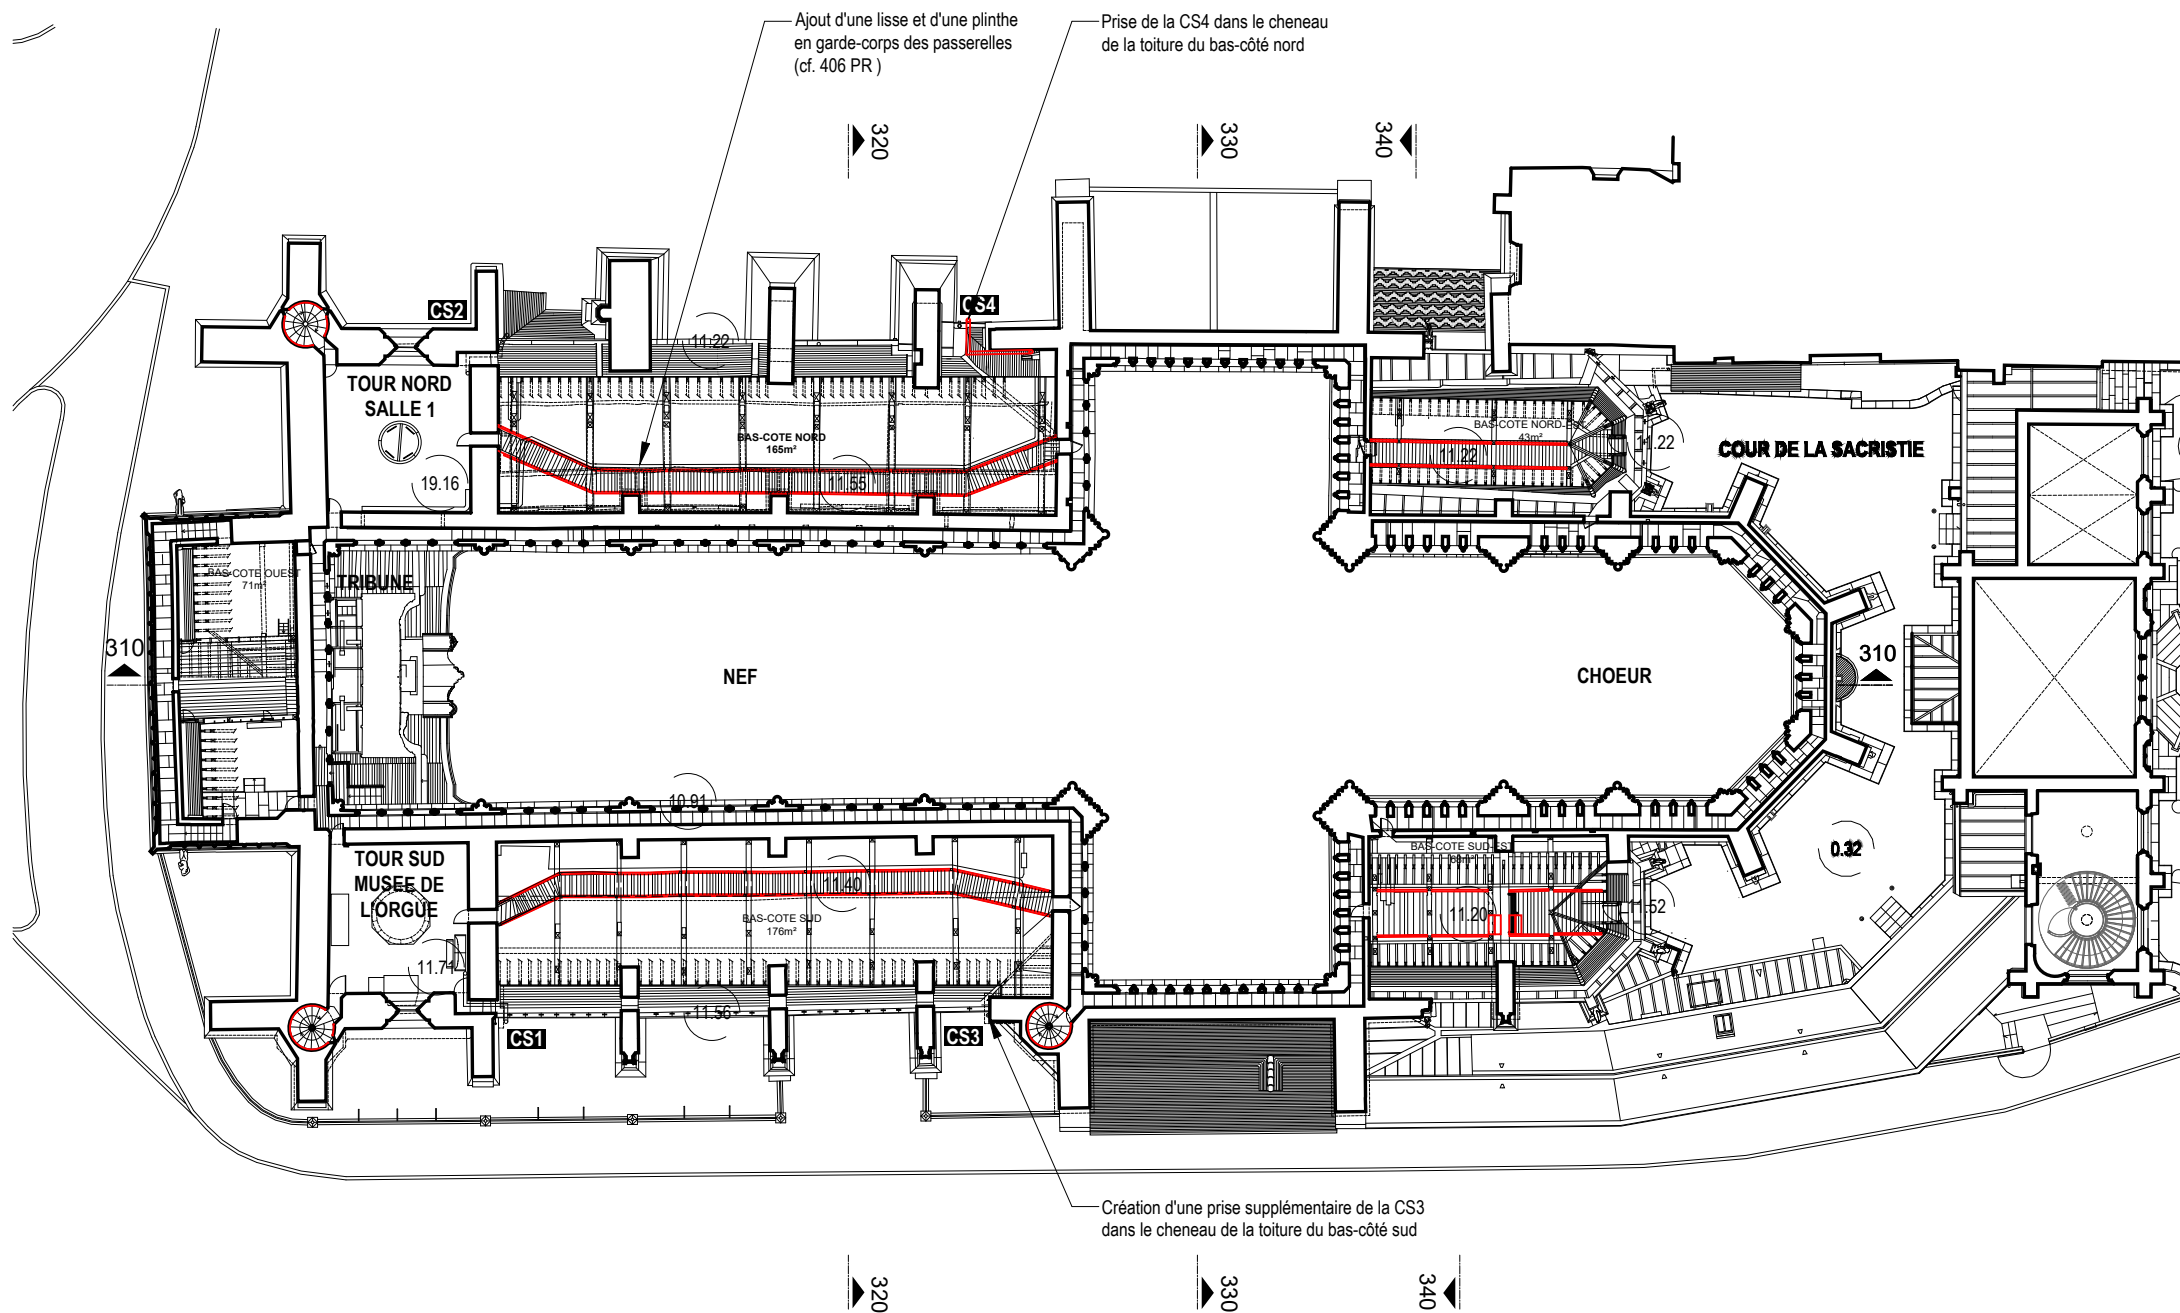 Ajout d'une lisse et d'une plinthe
en garde-corps des passerelles
(cf. 406 PR )
Prise de la CS4 dans le cheneau
de la toiture du bas-côté nord
320
330
340
CS2
CS4
11.22
TOUR NORD
SALLE 1
19.16
BAS-COTE NORD
165m²
11.55
BAS-COTE NORD-EST
43m²
11.22
11.22
COUR DE LA SACRISTIE
BAS-COTE OUEST
71m²
TRIBUNE
310
NEF
CHOEUR
310
10.91
TOUR SUD
MUSEE DE
L'ORGUE
11.40
BAS-COTE SUD
176m²
BAS-COTE SUD-EST
68m²
11.20
11.52
0.32
11.71
11.56
CS1
CS3
Création d'une prise supplémentaire de la CS3
dans le cheneau de la toiture du bas-côté sud
320
330
340